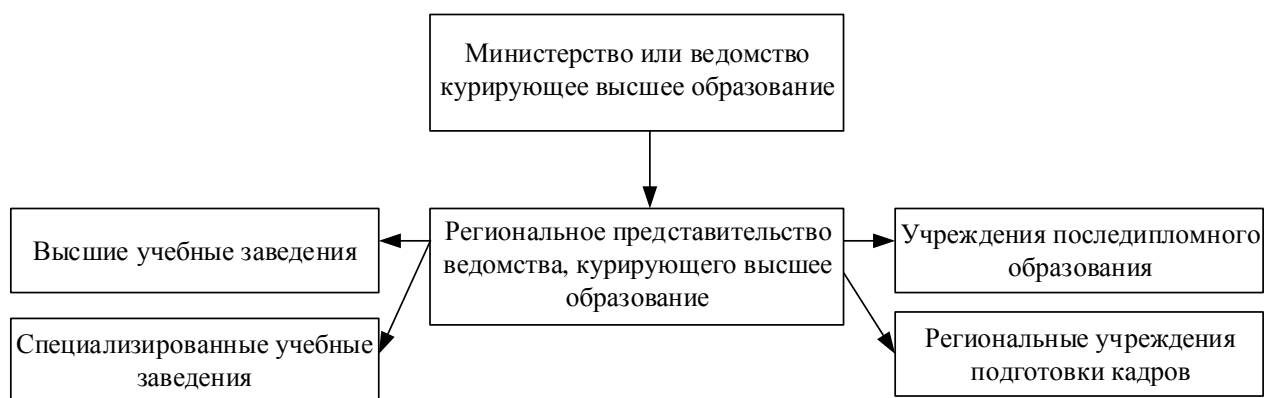 Министерство или ведомство
курирующее высшее образование
Высшие учебные заведения
Региональное представительство
ведомства, курирующего высшее
образование
Учреждения последипломного
образования
Специализированные учебные
заведения
Региональные учреждения
подготовки кадров